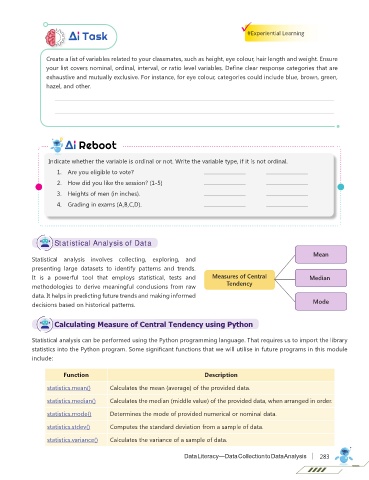 Ai Task
#Experiential Learning
Create a list of variables related to your classmates, such as height, eye colour, hair length and weight. Ensure
your list covers nominal, ordinal, interval, or ratio level variables. Define clear response categories that are
exhaustive and mutually exclusive. For instance, for eye colour, categories could include blue, brown, green,
hazel, and other.
Ai Reboot
Indicate whether the variable is ordinal or not. Write the variable type, if it is not ordinal.
1. Are you eligible to vote?
2. How did you like the session? (1–5)
3. Heights of men (in inches).
4. Grading in exams (A,B,C,D).
Statistical Analysis of Data
Statistical analysis involves collecting, exploring, and
presenting large datasets to identify patterns and trends.
It is a powerful tool that employs statistical, tests and
methodologies to derive meaningful conclusions from raw
data. It helps in predicting future trends and making informed
decisions based on historical patterns.
Measures of Central
Tendency
Mean
Median
Mode
Calculating Measure of Central Tendency using Python
Statistical analysis can be performed using the Python programming language. That requires us to import the library
statistics into the Python program. Some significant functions that we will utilise in future programs in this module
include:
Function Description
statistics.mean() Calculates the mean (average) of the provided data.
statistics.median() Calculates the median (middle value) of the provided data, when arranged in order.
statistics.mode() Determines the mode of provided numerical or nominal data.
statistics.stdev() Computes the standard deviation from a sample of data.
statistics.variance() Calculates the variance of a sample of data.
Data Literacy—Data Collection to Data Analysis 283